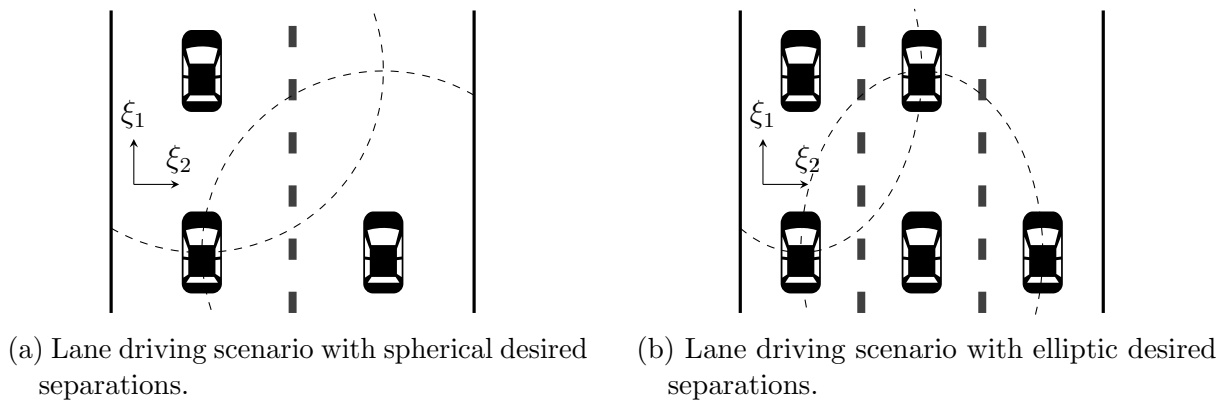 ξ₁
ξ₂
ξ₁
ξ₂
(a) Lane driving scenario with spherical desired
separations.
(b) Lane driving scenario with elliptic desired
separations.